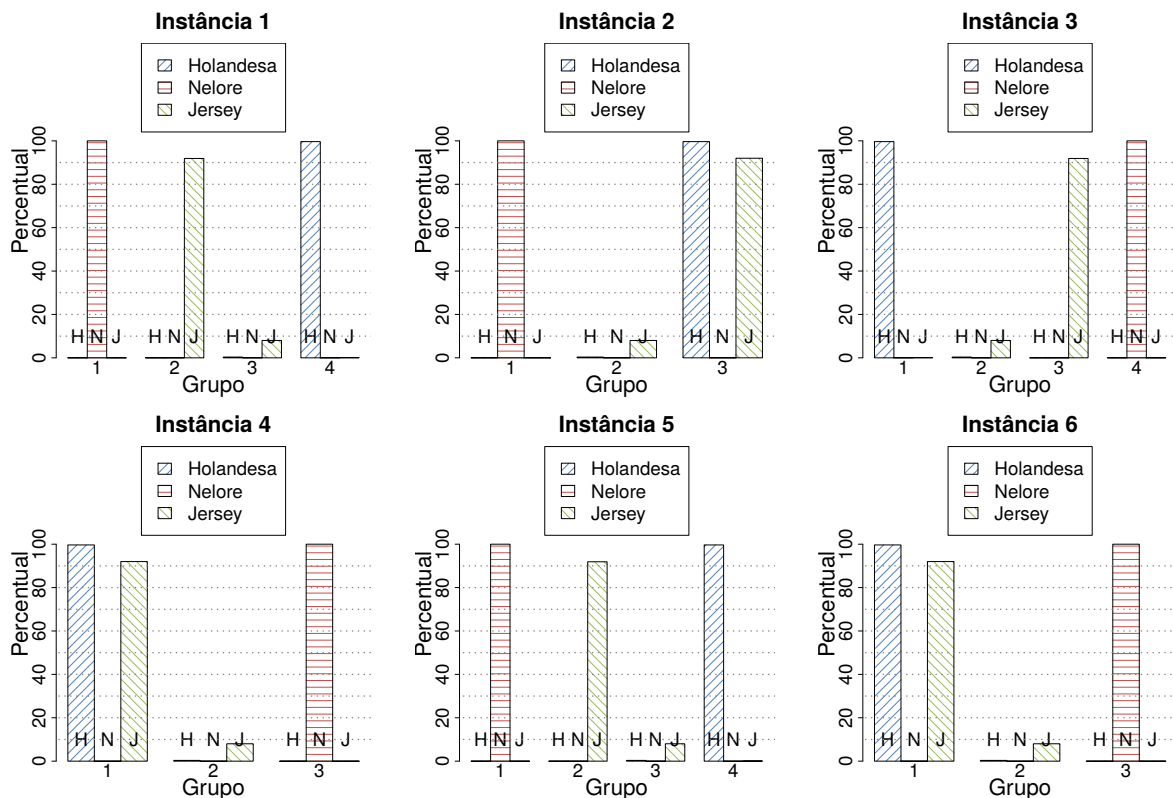 Instância 1
Holandesa
Nelore
Jersey
Percentual
0 20 40 60 80 100
H N J H N J H N J H N J
1 2 3 4
Grupo
Instância 2
Holandesa
Nelore
Jersey
Percentual
0 20 40 60 80 100
H N J H N J H N J
1 2 3
Grupo
Instância 3
Holandesa
Nelore
Jersey
Percentual
0 20 40 60 80 100
H N J H N J H N J H N J
1 2 3 4
Grupo
Instância 4
Holandesa
Nelore
Jersey
Percentual
0 20 40 60 80 100
H N J H N J H N J
1 2 3
Grupo
Instância 5
Holandesa
Nelore
Jersey
Percentual
0 20 40 60 80 100
H N J H N J H N J H N J
1 2 3 4
Grupo
Instância 6
Holandesa
Nelore
Jersey
Percentual
0 20 40 60 80 100
H N J H N J H N J
1 2 3
Grupo